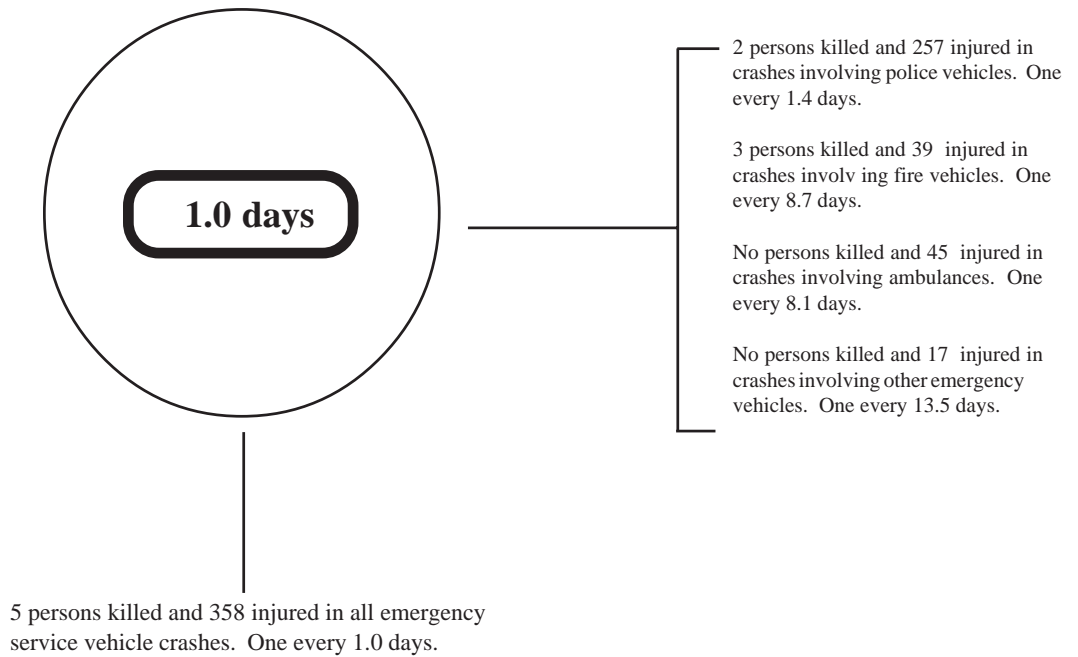 1.0 days
2 persons killed and 257 injured in
crashes involving police vehicles. One
every 1.4 days.
3 persons killed and 39 injured in
crashes involv ing fire vehicles. One
every 8.7 days.
No persons killed and 45 injured in
crashes involving ambulances. One
every 8.1 days.
No persons killed and 17 injured in
crashes involving other emergency
vehicles. One every 13.5 days.
5 persons killed and 358 injured in all emergency
service vehicle crashes. One every 1.0 days.